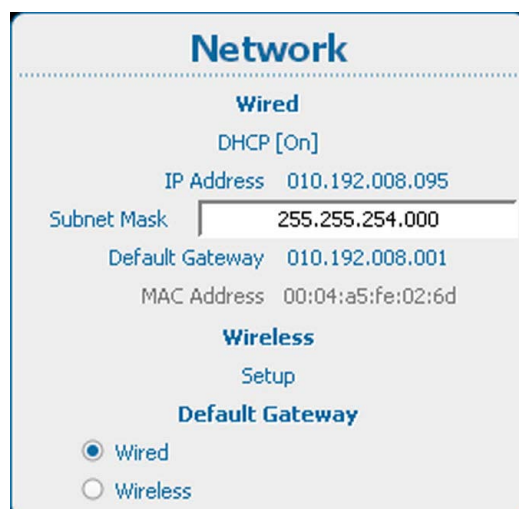 Network
Wired
DHCP [On]
IP Address 010.192.008.095
Subnet Mask 255.255.254.000
Default Gateway 010.192.008.001
MAC Address 00:04:a5:fe:02:6d
Wireless
Setup
Default Gateway
Wired
Wireless